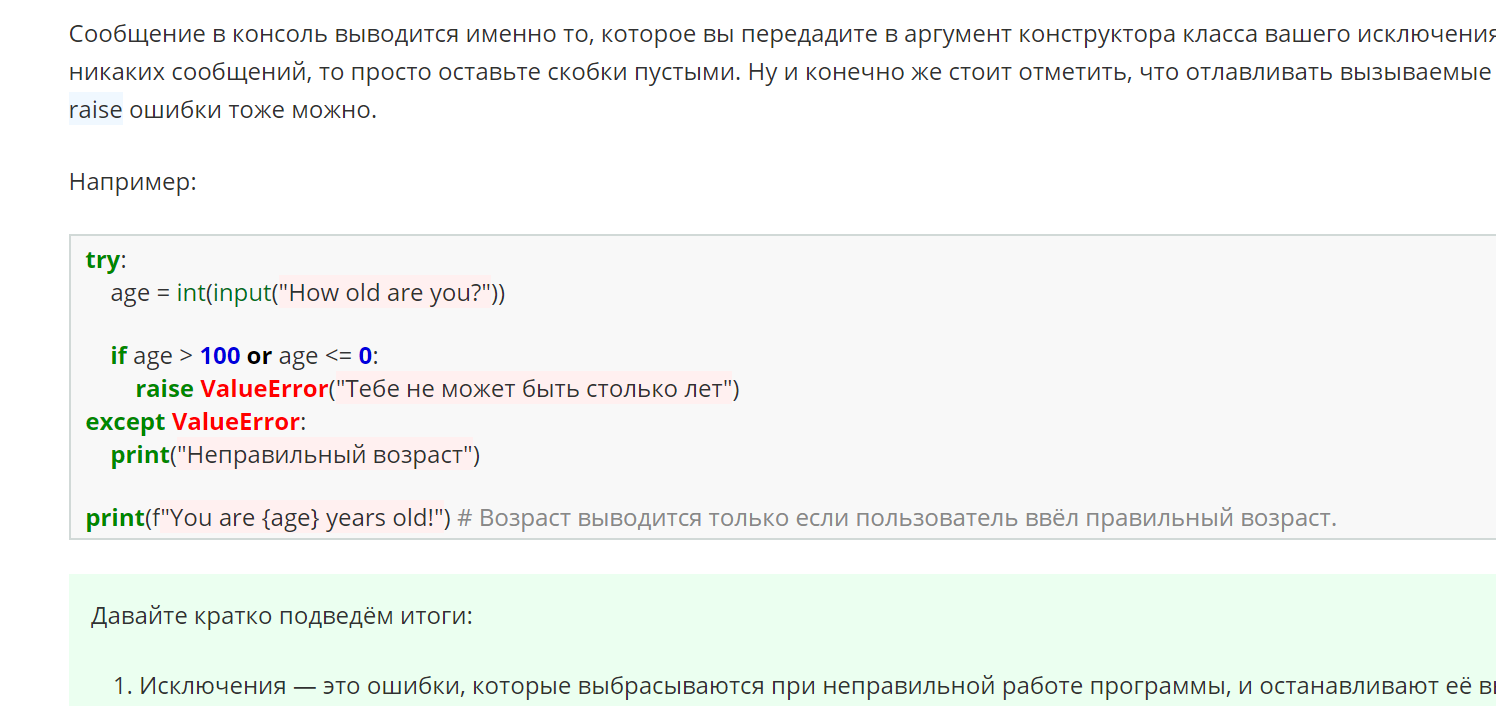 Сообщение в консоль выводится именно то, которое вы передадите в аргумент конструктора класса вашего исключения
никаких сообщений, то просто оставьте скобки пустыми. Ну и конечно же стоит отметить, что отлавливать вызываемые
raise ошибки тоже можно.
Например:
try:
    age = int(input("How old are you?"))
    if age > 100 or age <= 0:
        raise ValueError("Тебе не может быть столько лет")
except ValueError:
    print("Неправильный возраст")
print(f"You are {age} years old!") # Возраст выводится только если пользователь ввёл правильный возраст.
Давайте кратко подведём итоги:
1. Исключения — это ошибки, которые выбрасываются при неправильной работе программы, и останавливают её